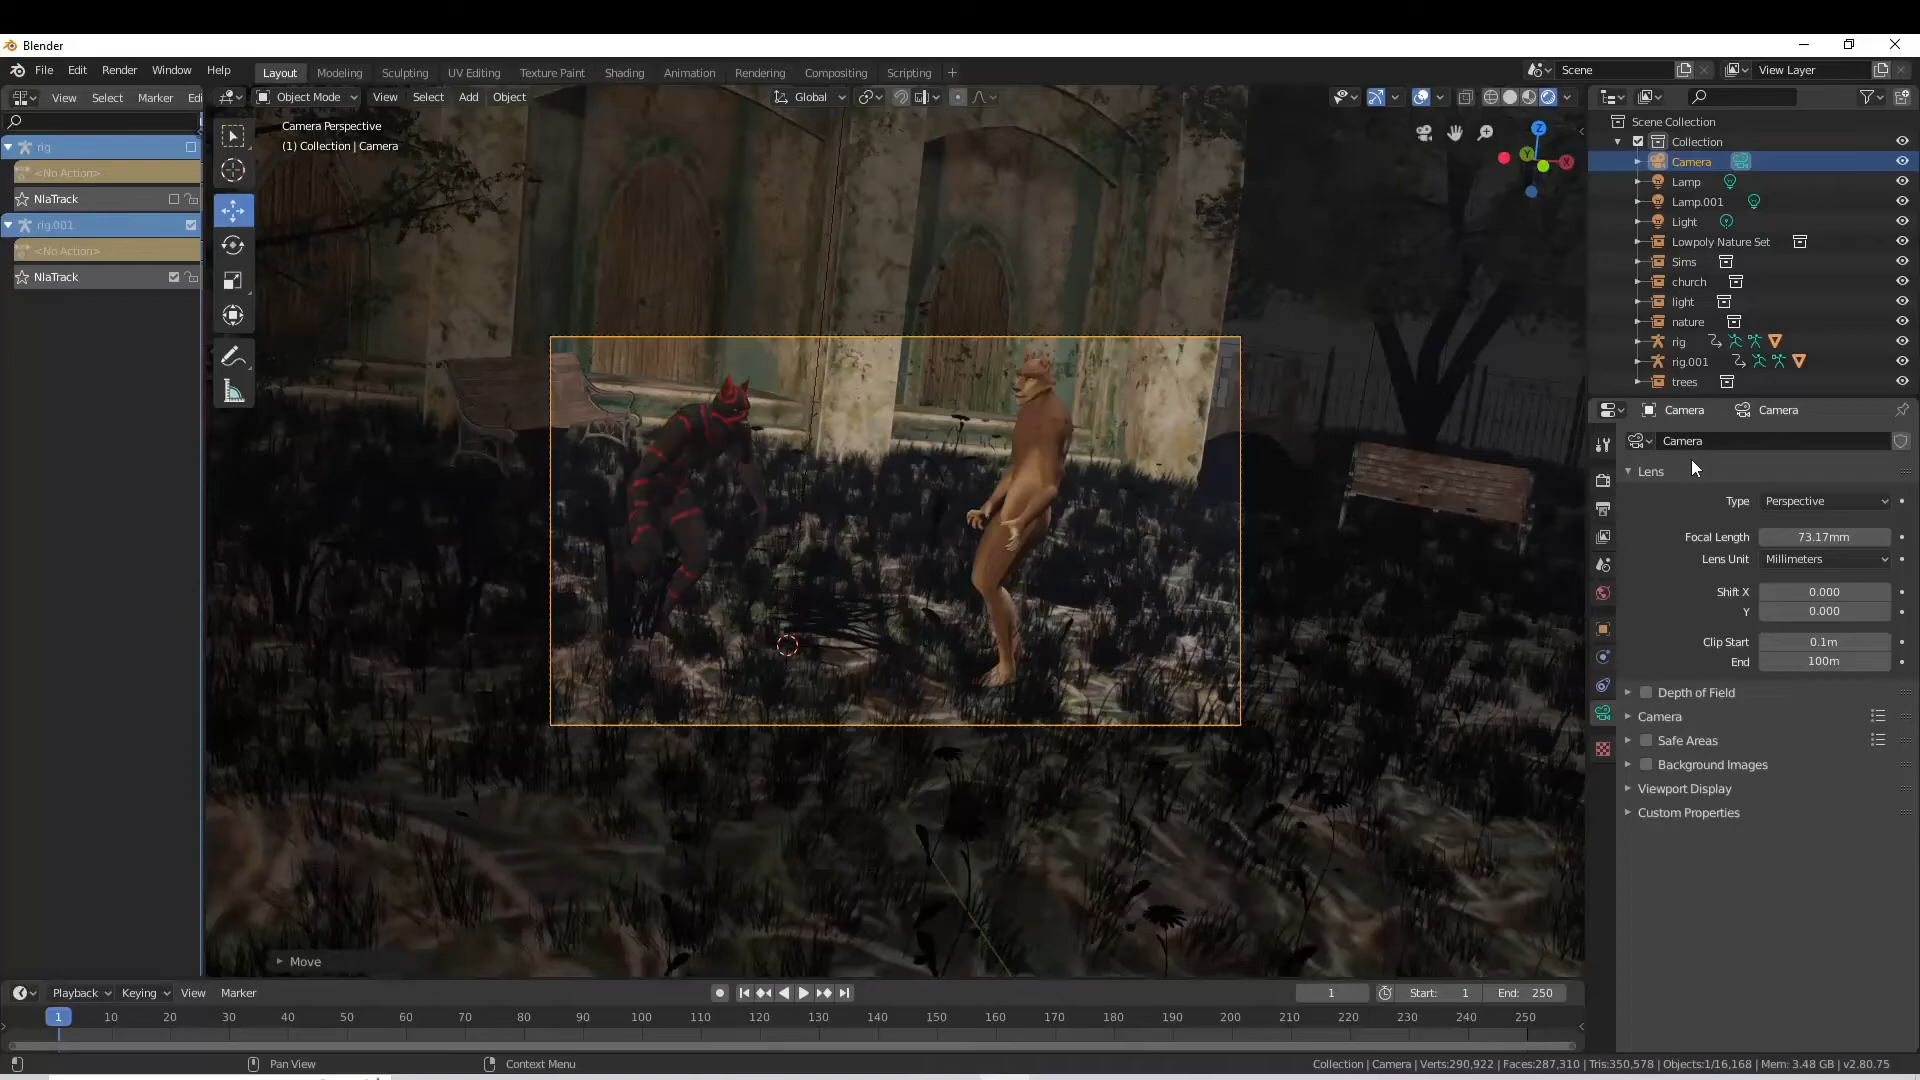 Blender
File Edit Render Window Help
Layout Modeling Sculpting UV Editing Texture Paint Shading Animation Rendering Compositing Scripting +
Scene
View Layer
View Select Marker Edi
Object Mode View Select Add Object
Global
Camera Perspective
(1) Collection | Camera
rig
<No Action>
NlaTrack
rig.001
<No Action>
NlaTrack
Z
Y
X
Scene Collection
Collection
Camera
Lamp
Lamp.001
Light
Lowpoly Nature Set
Sims
church
light
nature
rig
rig.001
trees
Camera Camera
Camera
Lens
Type Perspective
Focal Length 73.17mm
Lens Unit Millimeters
Shift X 0.000
Y 0.000
Clip Start 0.1m
End 100m
Depth of Field
Camera
Safe Areas
Background Images
Viewport Display
Custom Properties
Move
Playback Keying View Marker
1 Start: 1 End: 250
1 10 20 30 40 50 60 70 80 90 100 110 120 130 140 150 160 170 180 190 200 210 220 230 240 250
Pan View Context Menu
Collection | Camera | Verts:290,922 | Faces:287,310 | Tris:350,578 | Objects:1/16,168 | Mem: 3.48 GB | v2.80.75